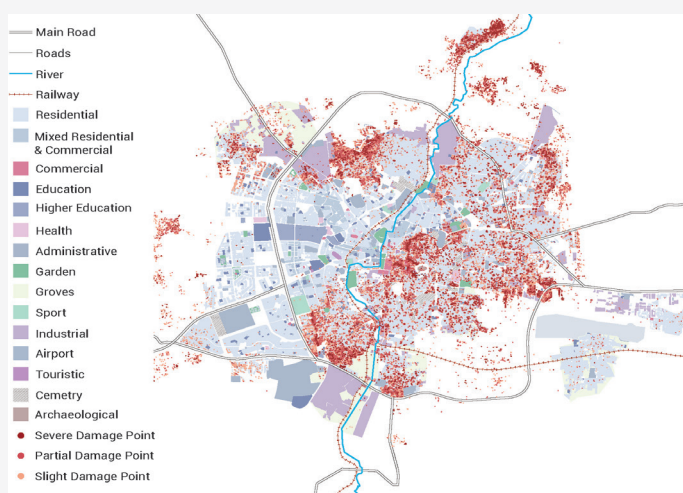 Main Road
Roads
River
Railway
Residential
Mixed Residential
& Commercial
Commercial
Education
Higher Education
Health
Administrative
Garden
Groves
Sport
Industrial
Airport
Touristic
Cemetry
Archaeological
Severe Damage Point
Partial Damage Point
Slight Damage Point